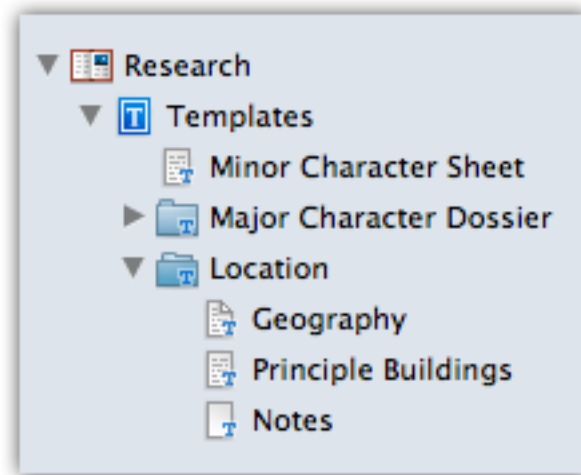 Research
Templates
Minor Character Sheet
Major Character Dossier
Location
Geography
Principle Buildings
Notes